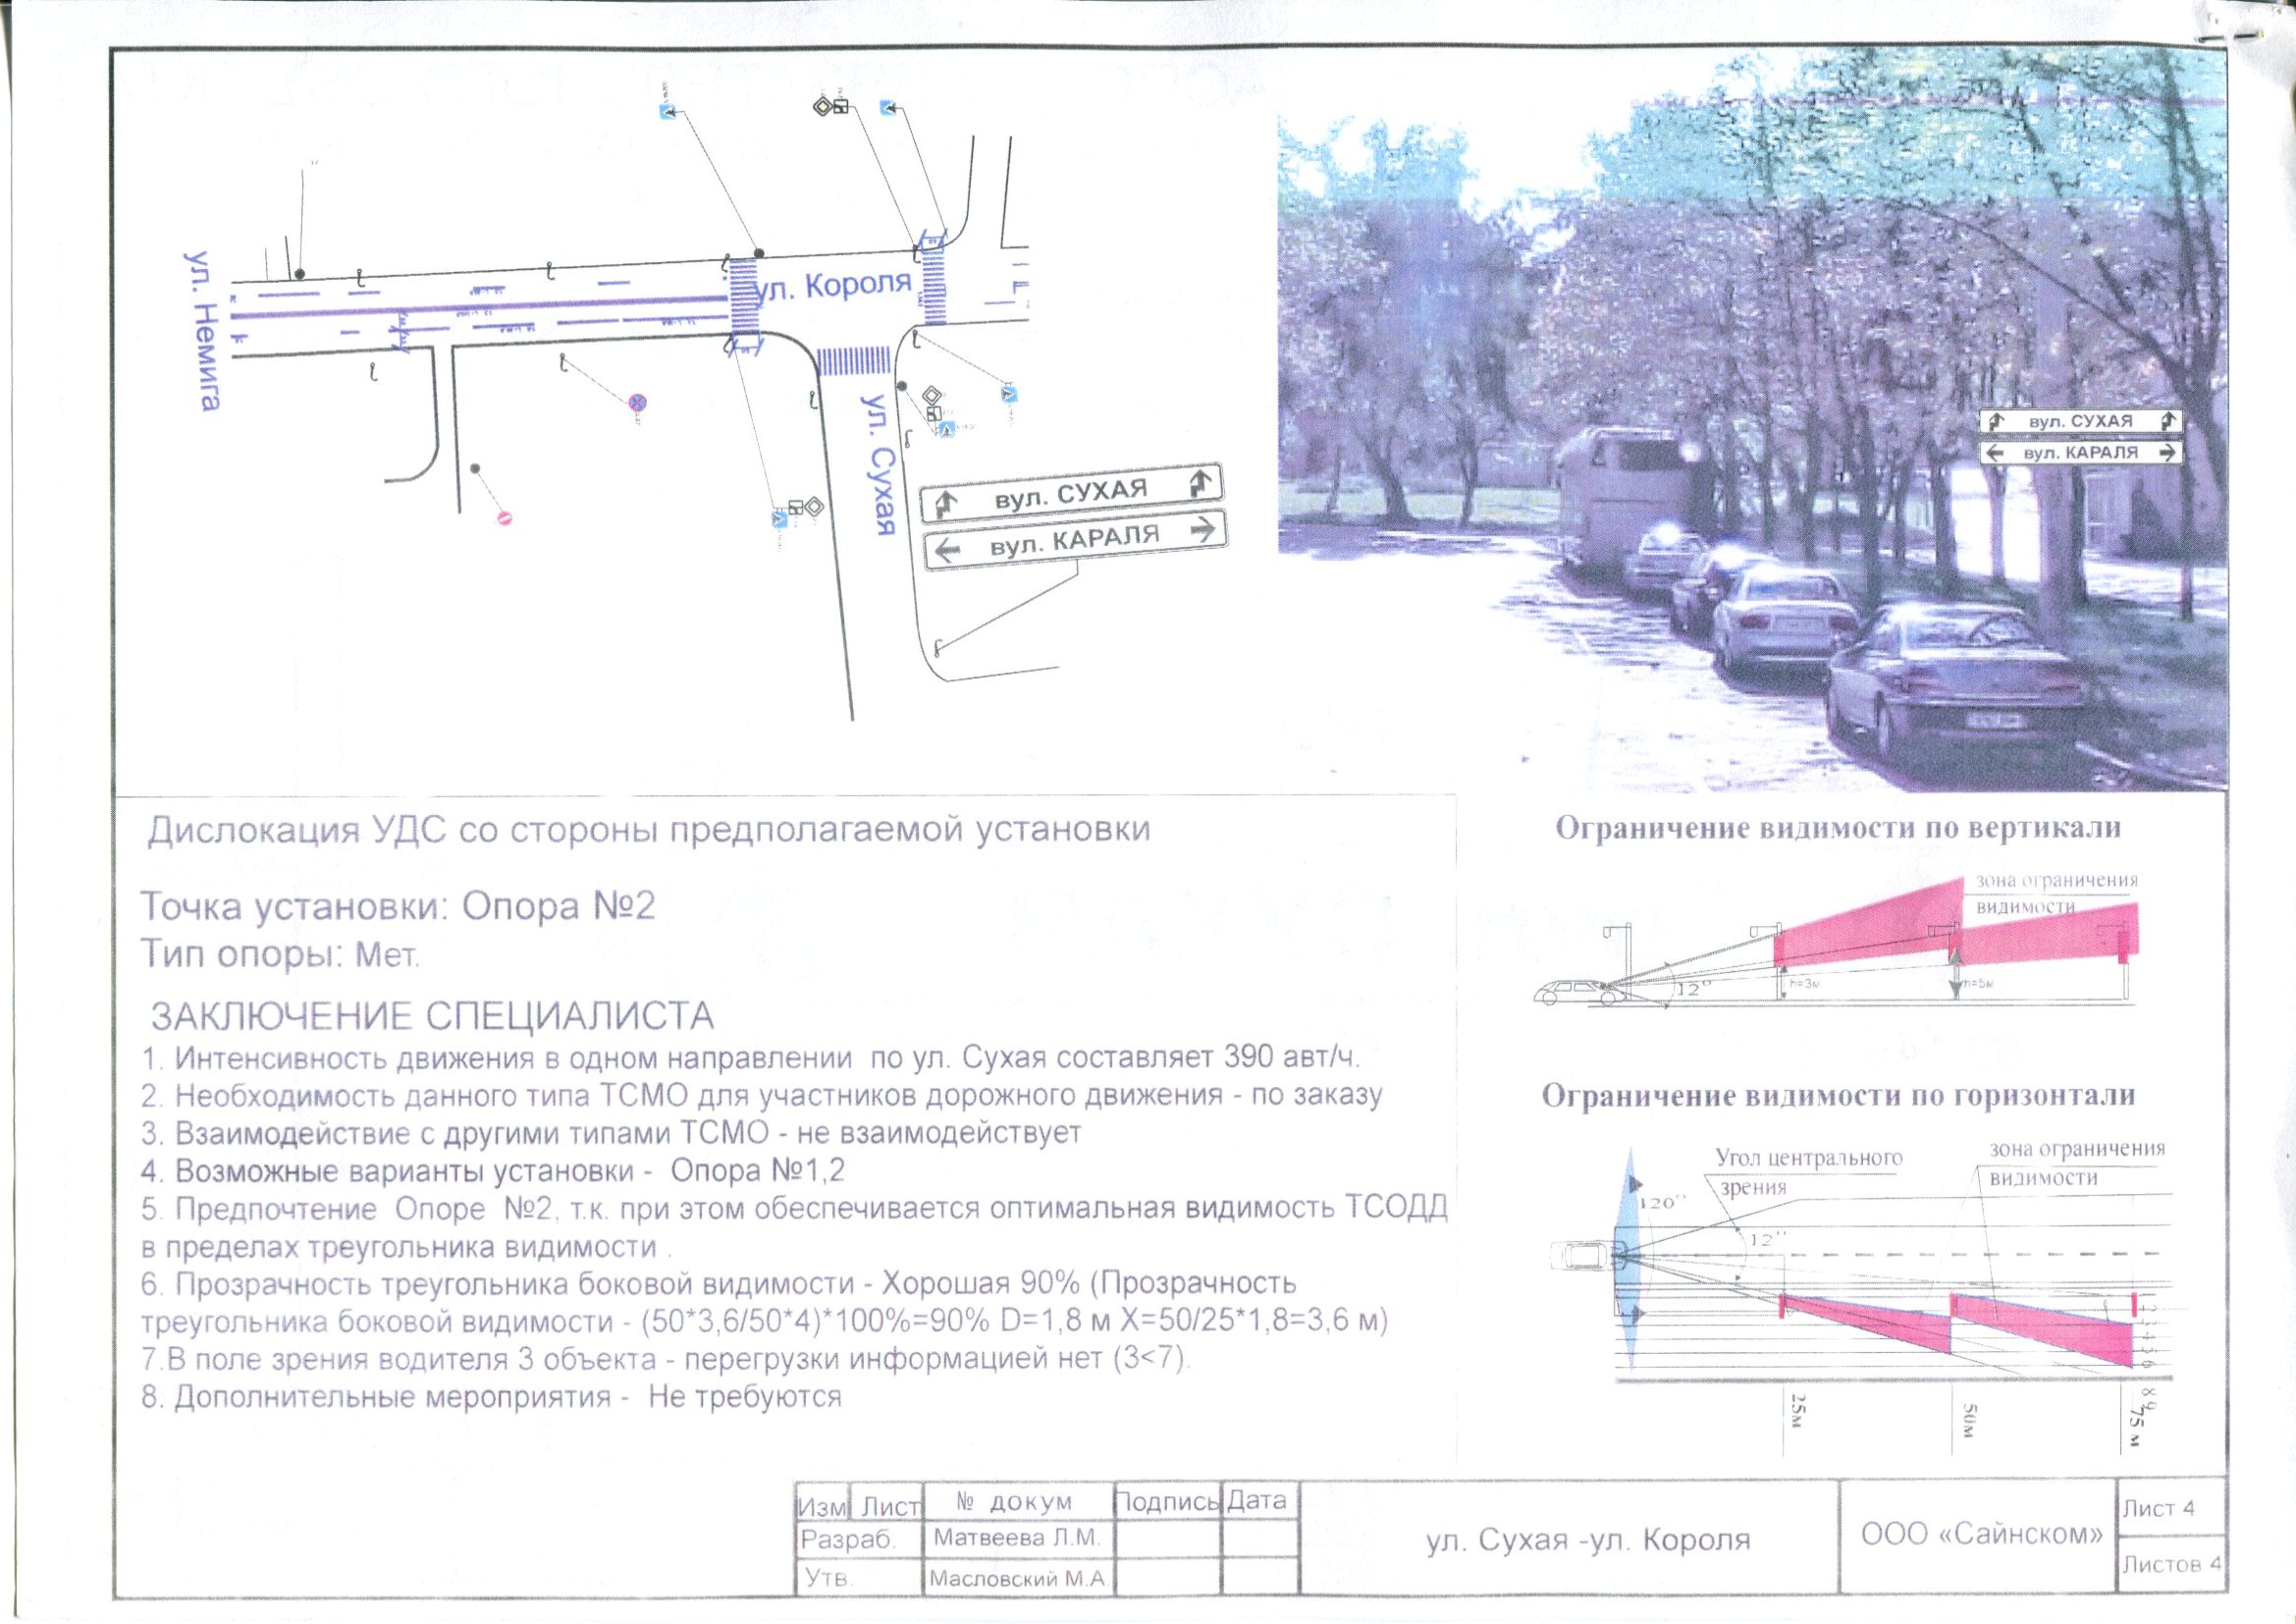 ул. Немига
ул. Короля
ул. Сухая
вул. СУХАЯ
вул. КАРАЛЯ
вул. СУХАЯ
вул. КАРАЛЯ
Дислокация УДС со стороны предполагаемой установки
Точка установки: Опора №2
Тип опоры: Мет.
ЗАКЛЮЧЕНИЕ СПЕЦИАЛИСТА
1. Интенсивность движения в одном направлении по ул. Сухая составляет 390 авт/ч.
2. Необходимость данного типа ТСМО для участников дорожного движения - по заказу
3. Взаимодействие с другими типами ТСМО - не взаимодействует
4. Возможные варианты установки - Опора №1,2
5. Предпочтение Опоре №2, т.к. при этом обеспечивается оптимальная видимость ТСОДД
в пределах треугольника видимости .
6. Прозрачность треугольника боковой видимости - Хорошая 90% (Прозрачность
треугольника боковой видимости - (50*3,6/50*4)*100%=90% D=1,8 м X=50/25*1,8=3,6 м)
7.В поле зрения водителя 3 объекта - перегрузки информацией нет (3<7).
8. Дополнительные мероприятия - Не требуются
Ограничение видимости по вертикали
зона ограничения
видимости
12°
h=3м
h=5м
Ограничение видимости по горизонтали
Угол центрального
зрения
зона ограничения
видимости
120°
12°
1 2 3 4 5 6
8 9
25м
50м
75 м
Изм Лист № докум Подпись Дата
Разраб. Матвеева Л.М.
Утв. Масловский М.А
ул. Сухая -ул. Короля
ООО «Сайнском»
Лист 4
Листов 4